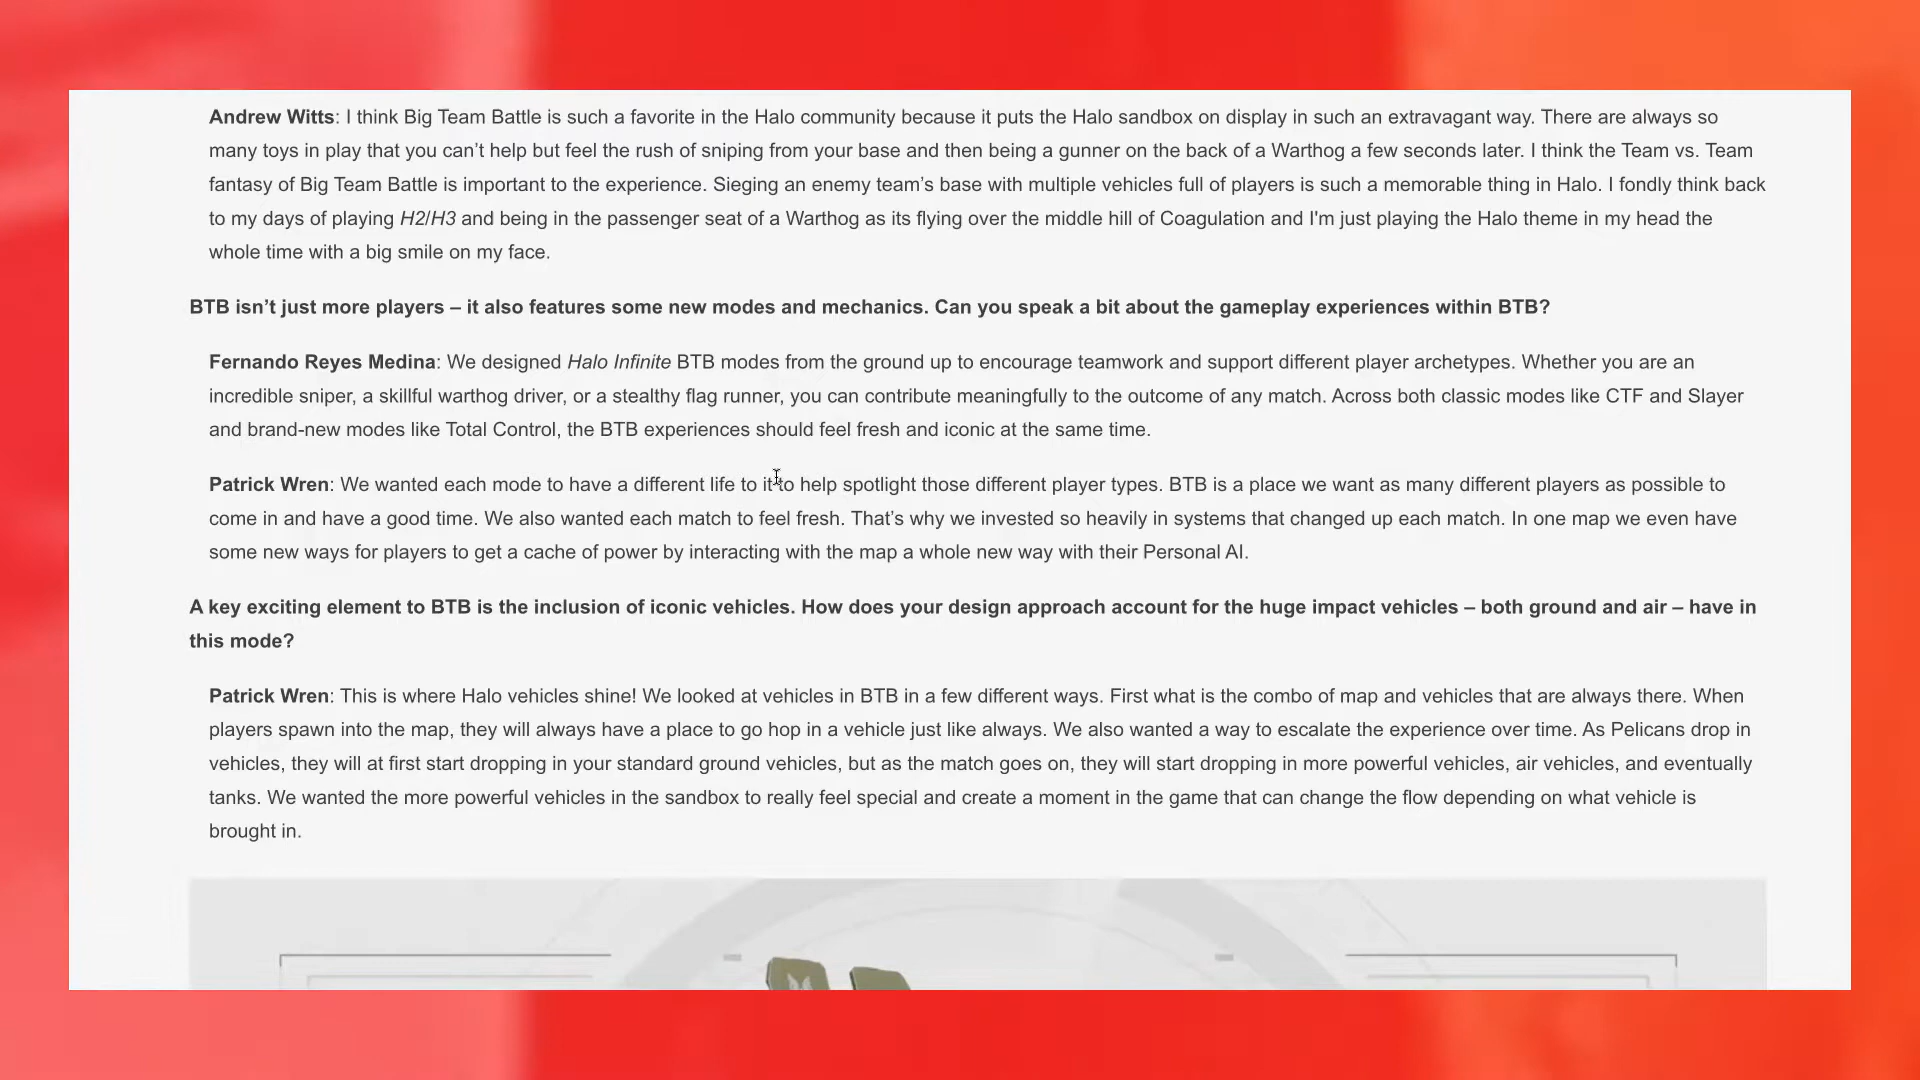 Andrew Witts: I think Big Team Battle is such a favorite in the Halo community because it puts the Halo sandbox on display in such an extravagant way. There are always so
many toys in play that you can’t help but feel the rush of sniping from your base and then being a gunner on the back of a Warthog a few seconds later. I think the Team vs. Team
fantasy of Big Team Battle is important to the experience. Sieging an enemy team’s base with multiple vehicles full of players is such a memorable thing in Halo. I fondly think back
to my days of playing H2/H3 and being in the passenger seat of a Warthog as its flying over the middle hill of Coagulation and I'm just playing the Halo theme in my head the
whole time with a big smile on my face.
BTB isn’t just more players – it also features some new modes and mechanics. Can you speak a bit about the gameplay experiences within BTB?
Fernando Reyes Medina: We designed Halo Infinite BTB modes from the ground up to encourage teamwork and support different player archetypes. Whether you are an
incredible sniper, a skillful warthog driver, or a stealthy flag runner, you can contribute meaningfully to the outcome of any match. Across both classic modes like CTF and Slayer
and brand-new modes like Total Control, the BTB experiences should feel fresh and iconic at the same time.
Patrick Wren: We wanted each mode to have a different life to it to help spotlight those different player types. BTB is a place we want as many different players as possible to
come in and have a good time. We also wanted each match to feel fresh. That’s why we invested so heavily in systems that changed up each match. In one map we even have
some new ways for players to get a cache of power by interacting with the map a whole new way with their Personal AI.
A key exciting element to BTB is the inclusion of iconic vehicles. How does your design approach account for the huge impact vehicles – both ground and air – have in
this mode?
Patrick Wren: This is where Halo vehicles shine! We looked at vehicles in BTB in a few different ways. First what is the combo of map and vehicles that are always there. When
players spawn into the map, they will always have a place to go hop in a vehicle just like always. We also wanted a way to escalate the experience over time. As Pelicans drop in
vehicles, they will at first start dropping in your standard ground vehicles, but as the match goes on, they will start dropping in more powerful vehicles, air vehicles, and eventually
tanks. We wanted the more powerful vehicles in the sandbox to really feel special and create a moment in the game that can change the flow depending on what vehicle is
brought in.